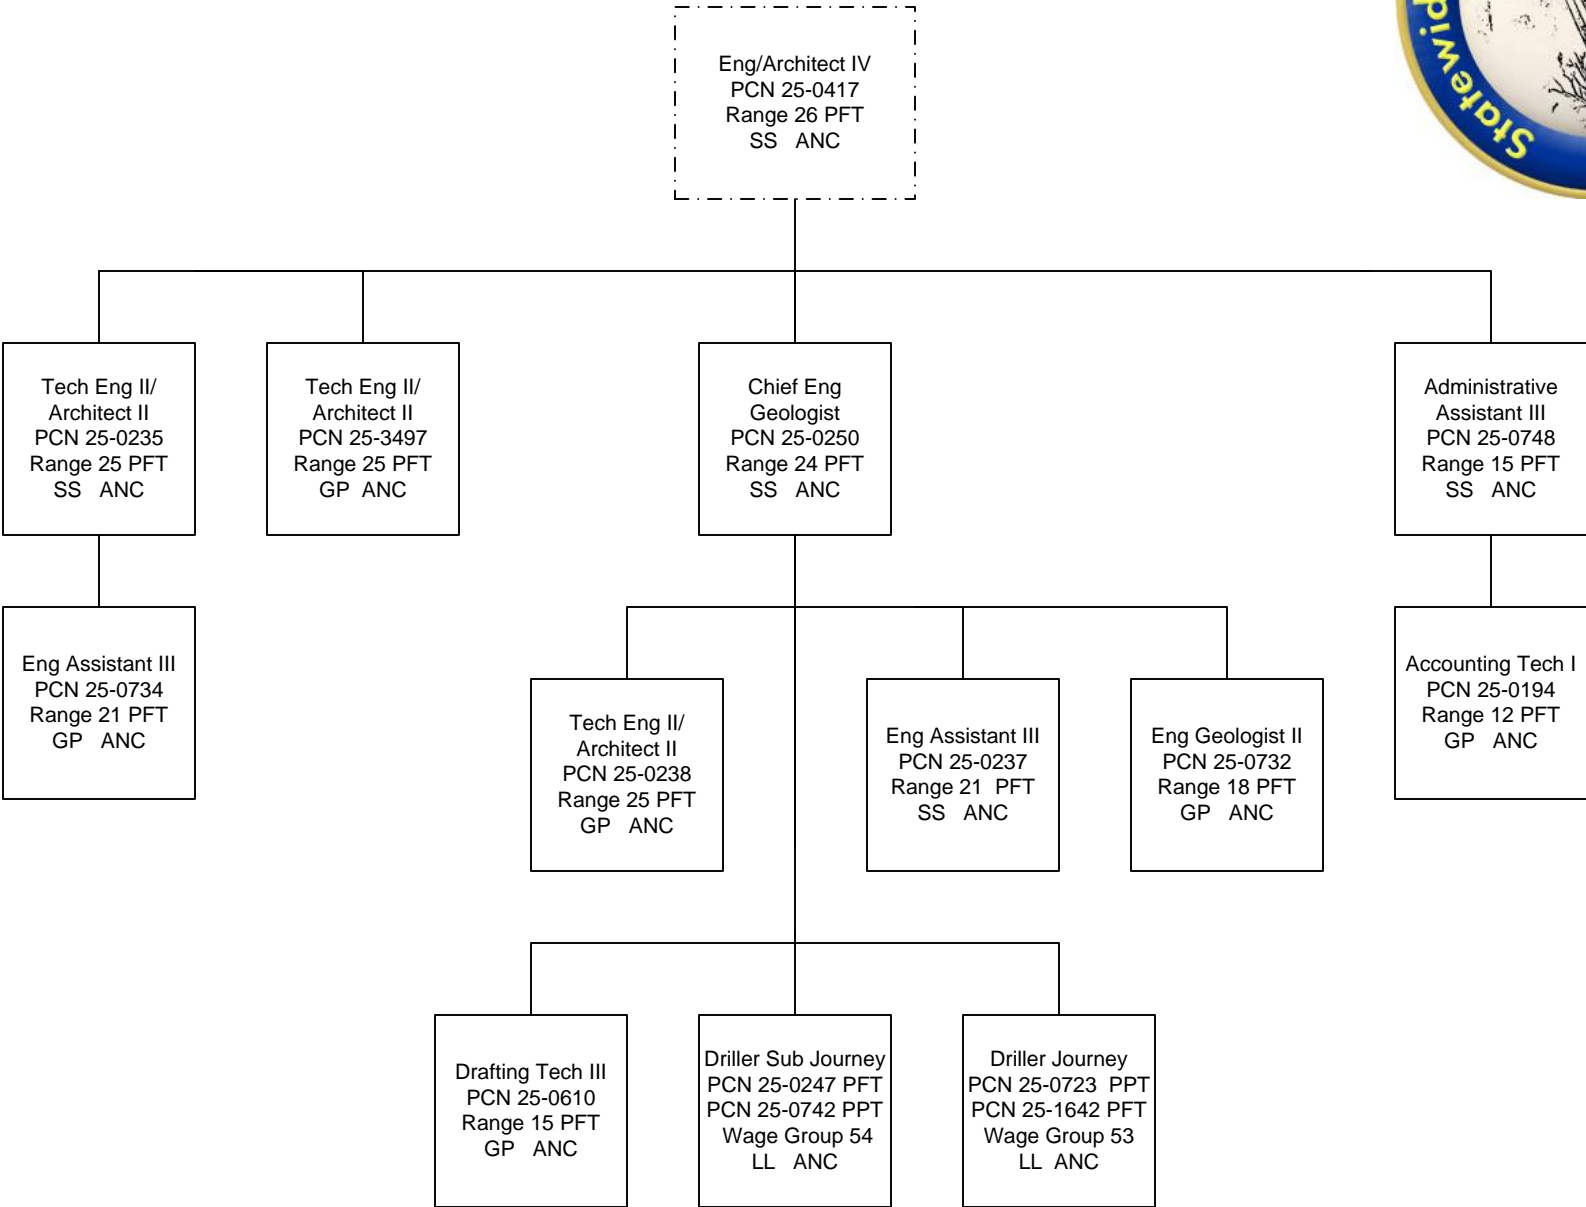 Eng/Architect IV
PCN 25-0417
Range 26 PFT
SS ANC
Tech Eng II/
Architect II
PCN 25-0235
Range 25 PFT
SS ANC
Tech Eng II/
Architect II
PCN 25-3497
Range 25 PFT
GP ANC
Chief Eng
Geologist
PCN 25-0250
Range 24 PFT
SS ANC
Administrative
Assistant III
PCN 25-0748
Range 15 PFT
SS ANC
Eng Assistant III
PCN 25-0734
Range 21 PFT
GP ANC
Tech Eng II/
Architect II
PCN 25-0238
Range 25 PFT
GP ANC
Eng Assistant III
PCN 25-0237
Range 21 PFT
SS ANC
Eng Geologist II
PCN 25-0732
Range 18 PFT
GP ANC
Accounting Tech I
PCN 25-0194
Range 12 PFT
GP ANC
Drafting Tech III
PCN 25-0610
Range 15 PFT
GP ANC
Driller Sub Journey
PCN 25-0247 PFT
PCN 25-0742 PPT
Wage Group 54
LL ANC
Driller Journey
PCN 25-0723 PPT
PCN 25-1642 PFT
Wage Group 53
LL ANC